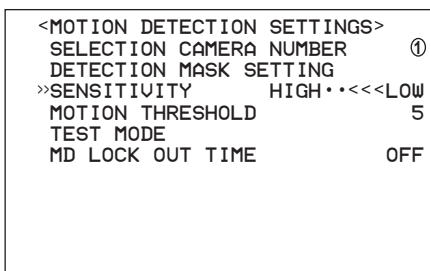 <MOTION DETECTION SETTINGS>
SELECTION CAMERA NUMBER ①
DETECTION MASK SETTING
»SENSITIVITY HIGH··<<<LOW
MOTION THRESHOLD 5
TEST MODE
MD LOCK OUT TIME OFF